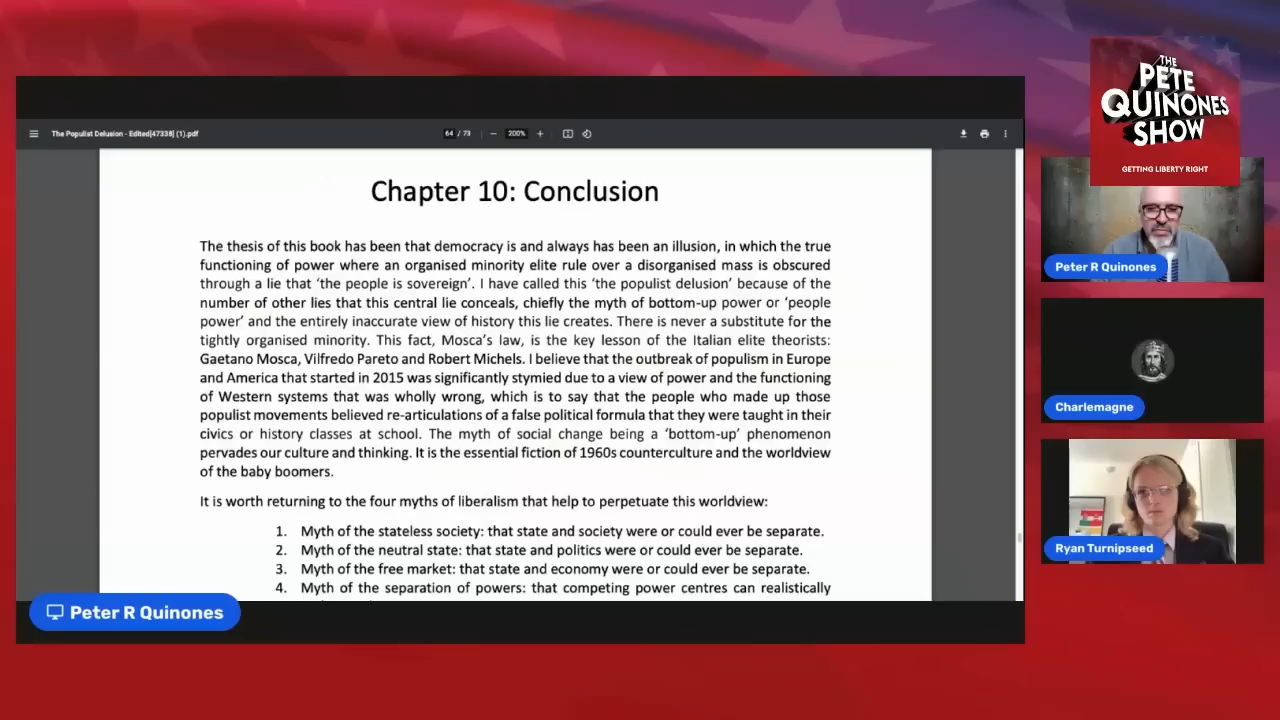 The Populist Delusion - Edited[47338] (1).pdf
64 / 73
200%
Chapter 10: Conclusion
The thesis of this book has been that democracy is and always has been an illusion, in which the true
functioning of power where an organised minority elite rule over a disorganised mass is obscured
through a lie that ‘the people is sovereign’. I have called this ‘the populist delusion’ because of the
number of other lies that this central lie conceals, chiefly the myth of bottom-up power or ‘people
power’ and the entirely inaccurate view of history this lie creates. There is never a substitute for the
tightly organised minority. This fact, Mosca’s law, is the key lesson of the Italian elite theorists:
Gaetano Mosca, Vilfredo Pareto and Robert Michels. I believe that the outbreak of populism in Europe
and America that started in 2015 was significantly stymied due to a view of power and the functioning
of Western systems that was wholly wrong, which is to say that the people who made up those
populist movements believed re-articulations of a false political formula that they were taught in their
civics or history classes at school. The myth of social change being a ‘bottom-up’ phenomenon
pervades our culture and thinking. It is the essential fiction of 1960s counterculture and the worldview
of the baby boomers.
It is worth returning to the four myths of liberalism that help to perpetuate this worldview:
1. Myth of the stateless society: that state and society were or could ever be separate.
2. Myth of the neutral state: that state and politics were or could ever be separate.
3. Myth of the free market: that state and economy were or could ever be separate.
4. Myth of the separation of powers: that competing power centres can realistically
Peter R Quinones
THE
PETE
QUINONES
SHOW
GETTING LIBERTY RIGHT
Peter R Quinones
Charlemagne
Ryan Turnipseed